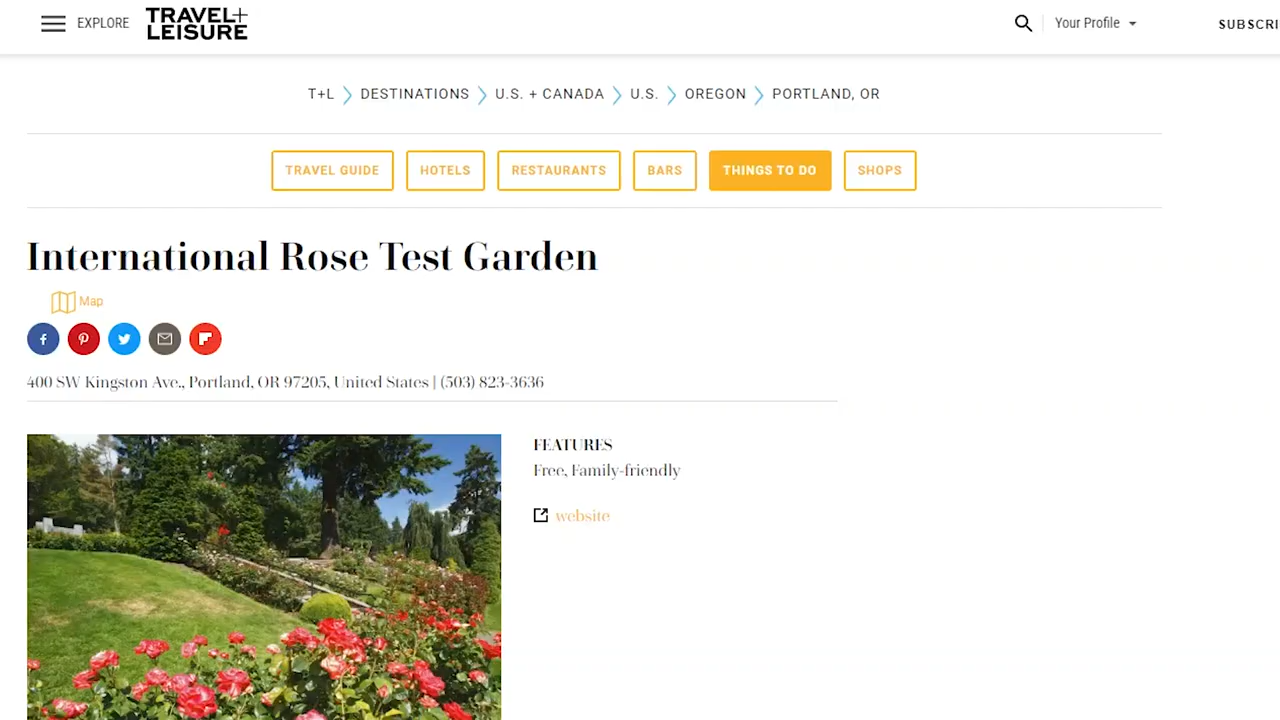 EXPLORE
TRAVEL+
LEISURE
Your Profile
SUBSCRI
T+L
DESTINATIONS
U.S. + CANADA
U.S.
OREGON
PORTLAND, OR
TRAVEL GUIDE
HOTELS
RESTAURANTS
BARS
THINGS TO DO
SHOPS
International Rose Test Garden
Map
400 SW Kingston Ave., Portland, OR 97205, United States | (503) 823-3636
FEATURES
Free, Family-friendly
website